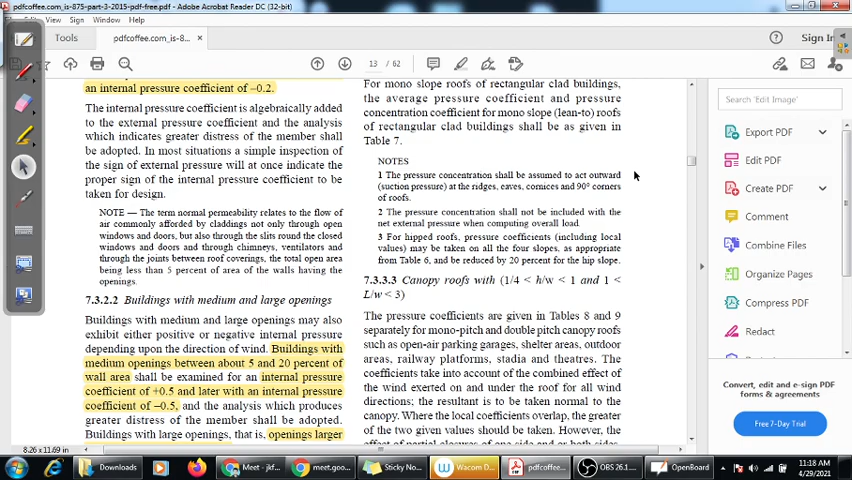 pdfcoffee.com_is-875-part-3-2015-pdf-free.pdf - Adobe Acrobat Reader DC (32-bit)
Edit View Sign Window Help
Tools
pdfcoffee.com_is-8...
×
Sign In
13 / 62
an internal pressure coefficient of –0.2.
The internal pressure coefficient is algebraically added
to the external pressure coefficient and the analysis
which indicates greater distress of the member shall
be adopted. In most situations a simple inspection of
the sign of external pressure will at once indicate the
proper sign of the internal pressure coefficient to be
taken for design.
NOTE — The term normal permeability relates to the flow of
air commonly afforded by claddings not only through open
windows and doors, but also through the slits round the closed
windows and doors and through chimneys, ventilators and
through the joints between roof coverings, the total open area
being less than 5 percent of area of the walls having the
openings.
7.3.2.2 Buildings with medium and large openings
Buildings with medium and large openings may also
exhibit either positive or negative internal pressure
depending upon the direction of wind. Buildings with
medium openings between about 5 and 20 percent of
wall area shall be examined for an internal pressure
coefficient of +0.5 and later with an internal pressure
coefficient of –0.5, and the analysis which produces
greater distress of the member shall be adopted.
Buildings with large openings, that is, openings larger
For mono slope roofs of rectangular clad buildings,
the average pressure coefficient and pressure
concentration coefficient for mono slope (lean-to) roofs
of rectangular clad buildings shall be as given in
Table 7.
NOTES
1 The pressure concentration shall be assumed to act outward
(suction pressure) at the ridges, eaves, cornices and 90° corners
of roofs.
2 The pressure concentration shall not be included with the
net external pressure when computing overall load.
3 For hipped roofs, pressure coefficients (including local
values) may be taken on all the four slopes, as appropriate
from Table 6, and be reduced by 20 percent for the hip slope.
7.3.3.3 Canopy roofs with (1/4 < h/w < 1 and 1 <
L/w < 3)
The pressure coefficients are given in Tables 8 and 9
separately for mono-pitch and double pitch canopy roofs
such as open-air parking garages, shelter areas, outdoor
areas, railway platforms, stadia and theatres. The
coefficients take into account of the combined effect of
the wind exerted on and under the roof for all wind
directions; the resultant is to be taken normal to the
canopy. Where the local coefficients overlap, the greater
of the two given values should be taken. However, the
effect of partial closures of one side or both sides,
8.26 x 11.69 in
Search 'Edit Image'
Export PDF
Edit PDF
Create PDF
Comment
Combine Files
Organize Pages
Compress PDF
Redact
Convert, edit and e-sign PDF
forms & agreements
Free 7-Day Trial
Downloads
Meet - jkf...
meet.goo...
Sticky No...
Wacom D...
pdfcoffee...
OBS 26.1...
OpenBoard
11:18 AM
4/29/2021